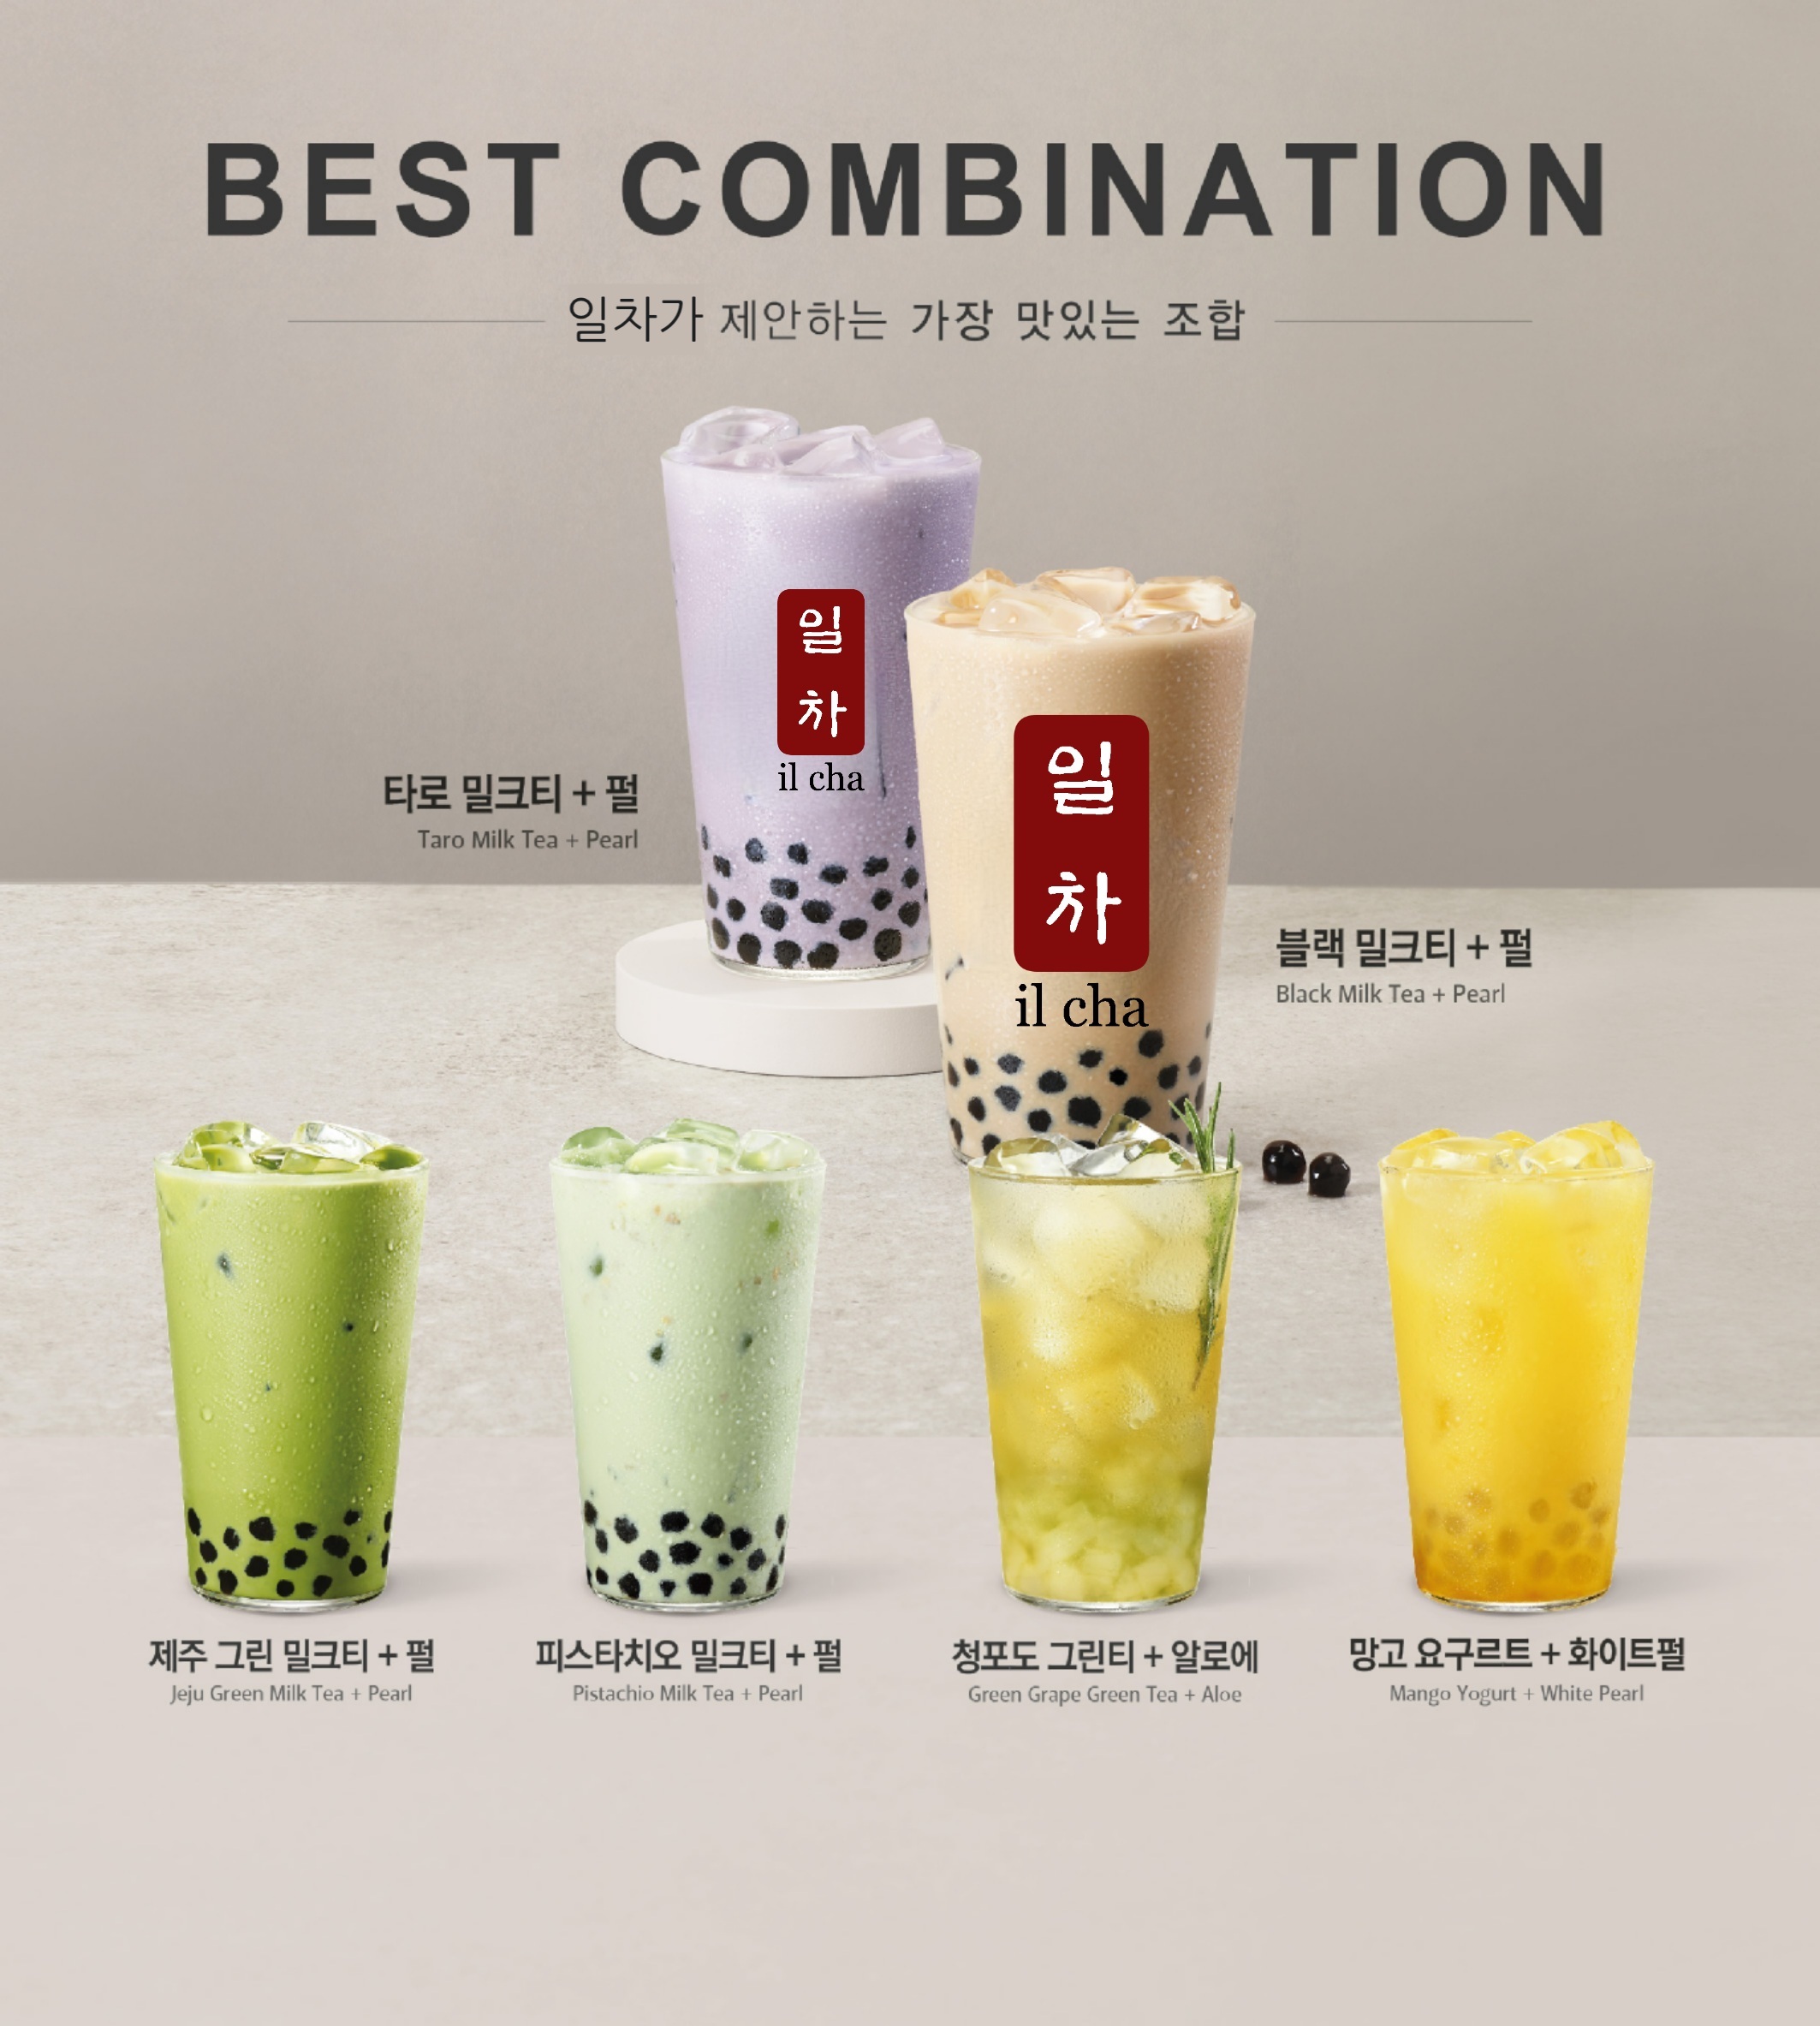 BEST COMBINATION
일차가 제안하는 가장 맛있는 조합
일
차
il cha
타로 밀크티 + 펄
Taro Milk Tea + Pearl
일
차
il cha
블랙 밀크티 + 펄
Black Milk Tea + Pearl
제주 그린 밀크티 + 펄
Jeju Green Milk Tea + Pearl
피스타치오 밀크티 + 펄
Pistachio Milk Tea + Pearl
청포도 그린티 + 알로에
Green Grape Green Tea + Aloe
망고 요구르트 + 화이트펄
Mango Yogurt + White Pearl